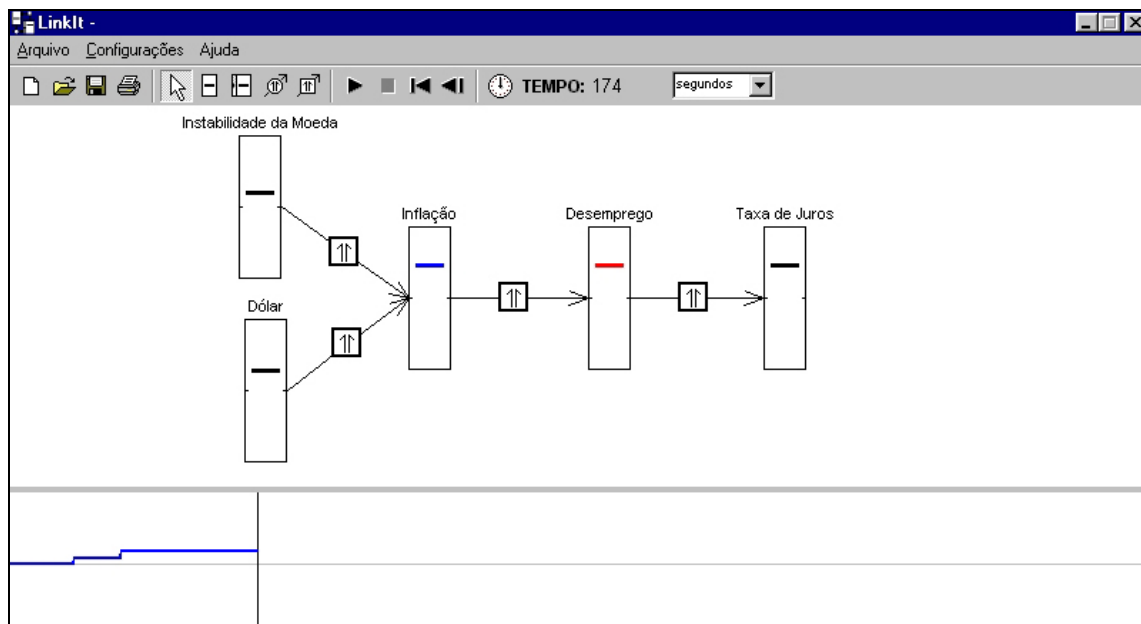 LinkIt -
Arquivo Configurações Ajuda
TEMPO: 174 segundos
Instabilidade da Moeda
Inflação Desemprego Taxa de Juros
Dólar